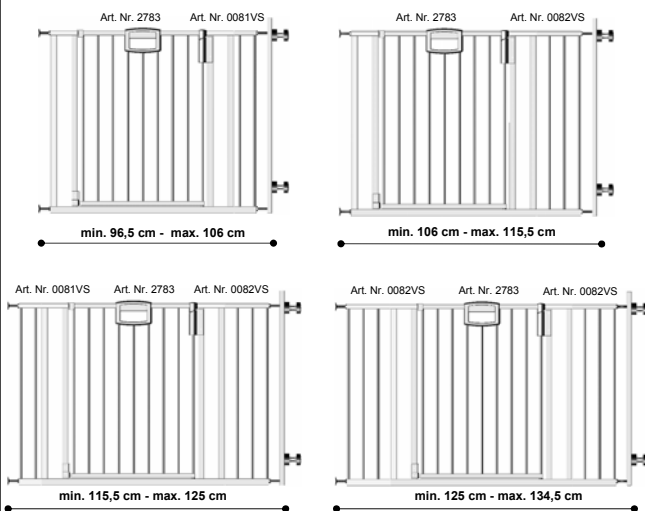 Art. Nr. 2783 Art. Nr. 0081VS
min. 96,5 cm - max. 106 cm
Art. Nr. 2783 Art. Nr. 0082VS
min. 106 cm - max. 115,5 cm
Art. Nr. 0081VS Art. Nr. 2783 Art. Nr. 0082VS
min. 115,5 cm - max. 125 cm
Art. Nr. 0082VS Art. Nr. 2783 Art. Nr. 0082VS
min. 125 cm - max. 134,5 cm